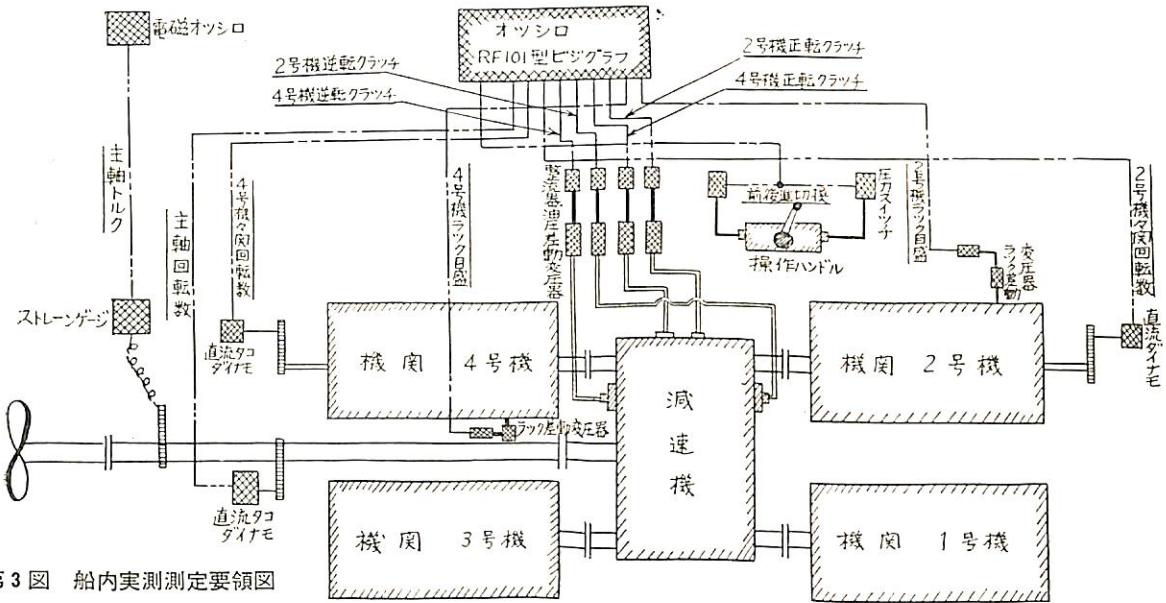 電磁オツシロ
オツシロ
RF101型ビジグラフ
2号機逆転クラッチ
4号機逆転クラッチ
2号機正転クラッチ
4号機正転クラッチ
主軸トルク
主軸回転数
4号機々関回転数
4号機ラック目盛
整流器
油圧差動変圧器
前後進切換
圧力スイッチ
操作ハンドル
2号機ラック目盛
ラック差動
変圧器
2号機々関回転数
ストレーンゲージ
直流タコ
ダイナモ
機関 4号機
減速機
機関 2号機
直流
ダイナモ
ラック差動変圧器
直流タコ
ダイナモ
機関 3号機
機関 1号機
第3図 船内実測測定要領図